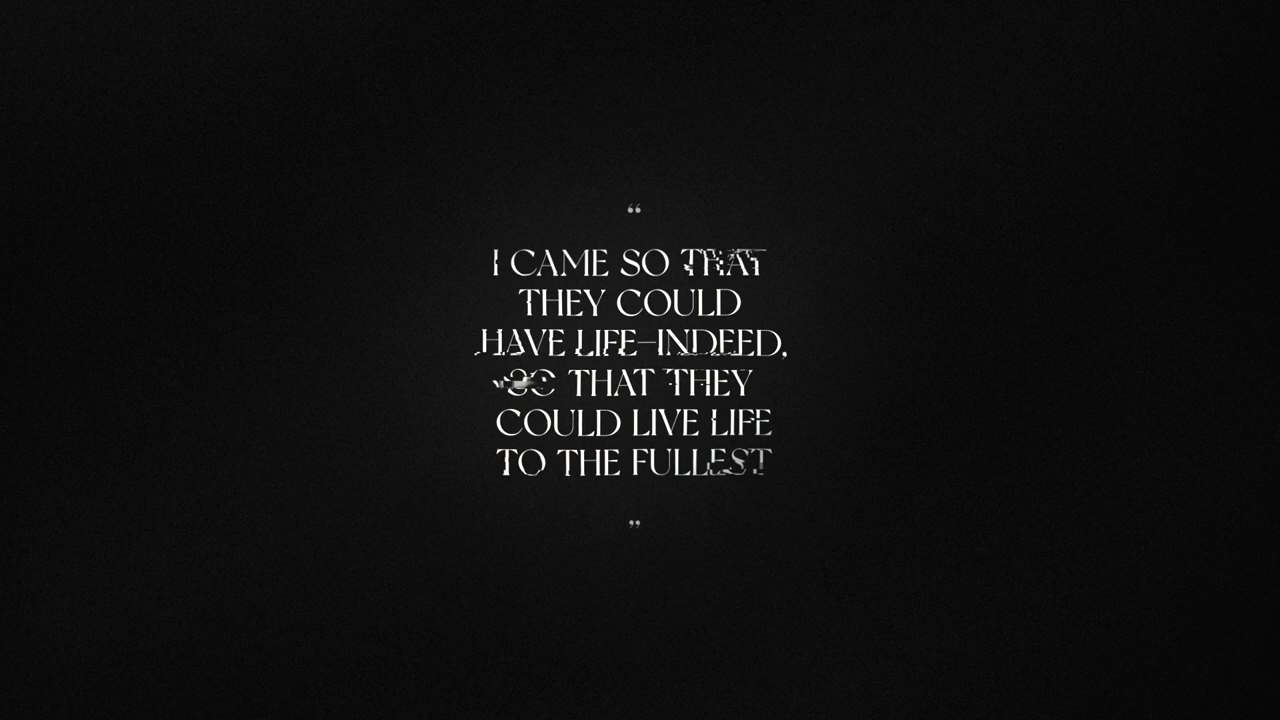 “
I CAME SO THAT
THEY COULD
HAVE LIFE—INDEED,
SO THAT THEY
COULD LIVE LIFE
TO THE FULLEST
”